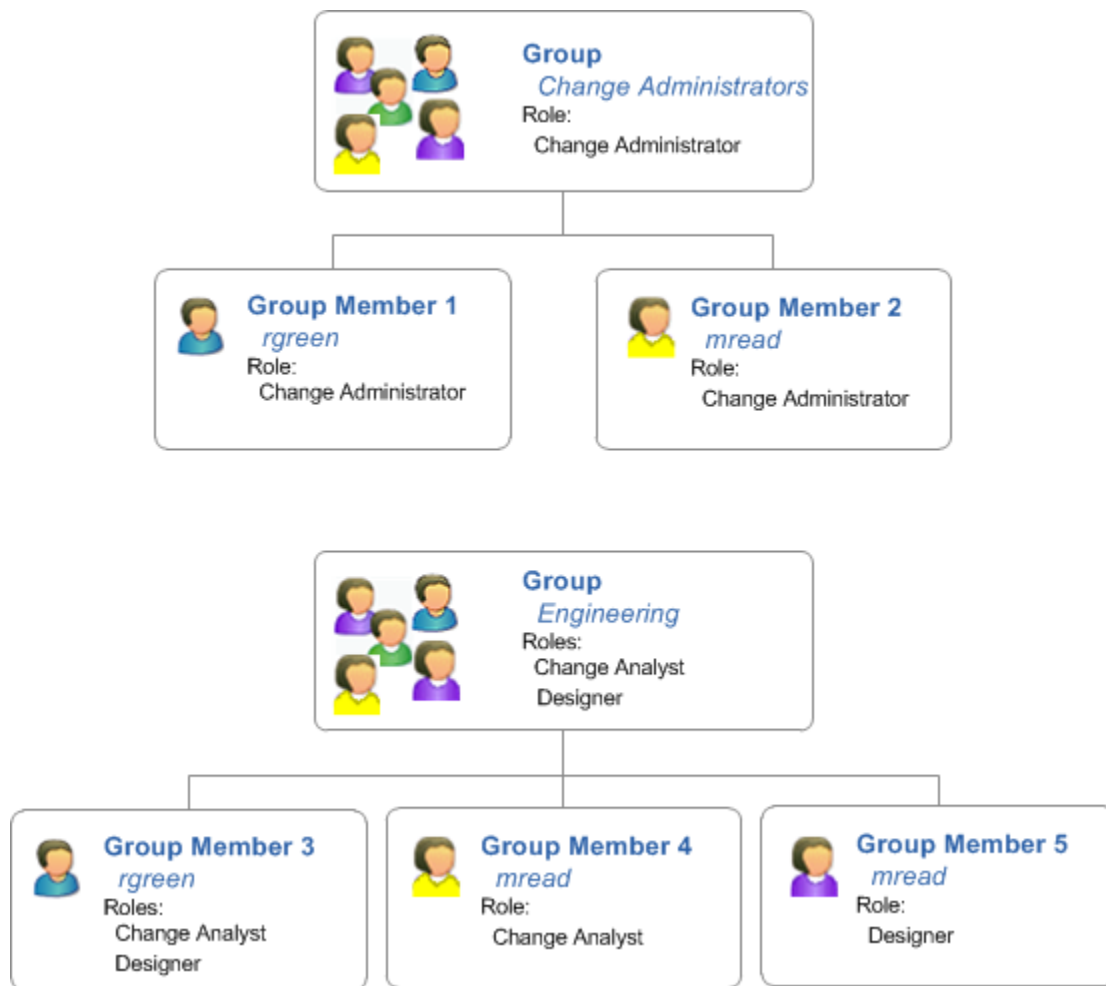 Group
Change Administrators
Role:
Change Administrator
Group Member 1
rgreen
Role:
Change Administrator
Group Member 2
mread
Role:
Change Administrator
Group
Engineering
Roles:
Change Analyst
Designer
Group Member 3
rgreen
Roles:
Change Analyst
Designer
Group Member 4
mread
Role:
Change Analyst
Group Member 5
mread
Role:
Designer